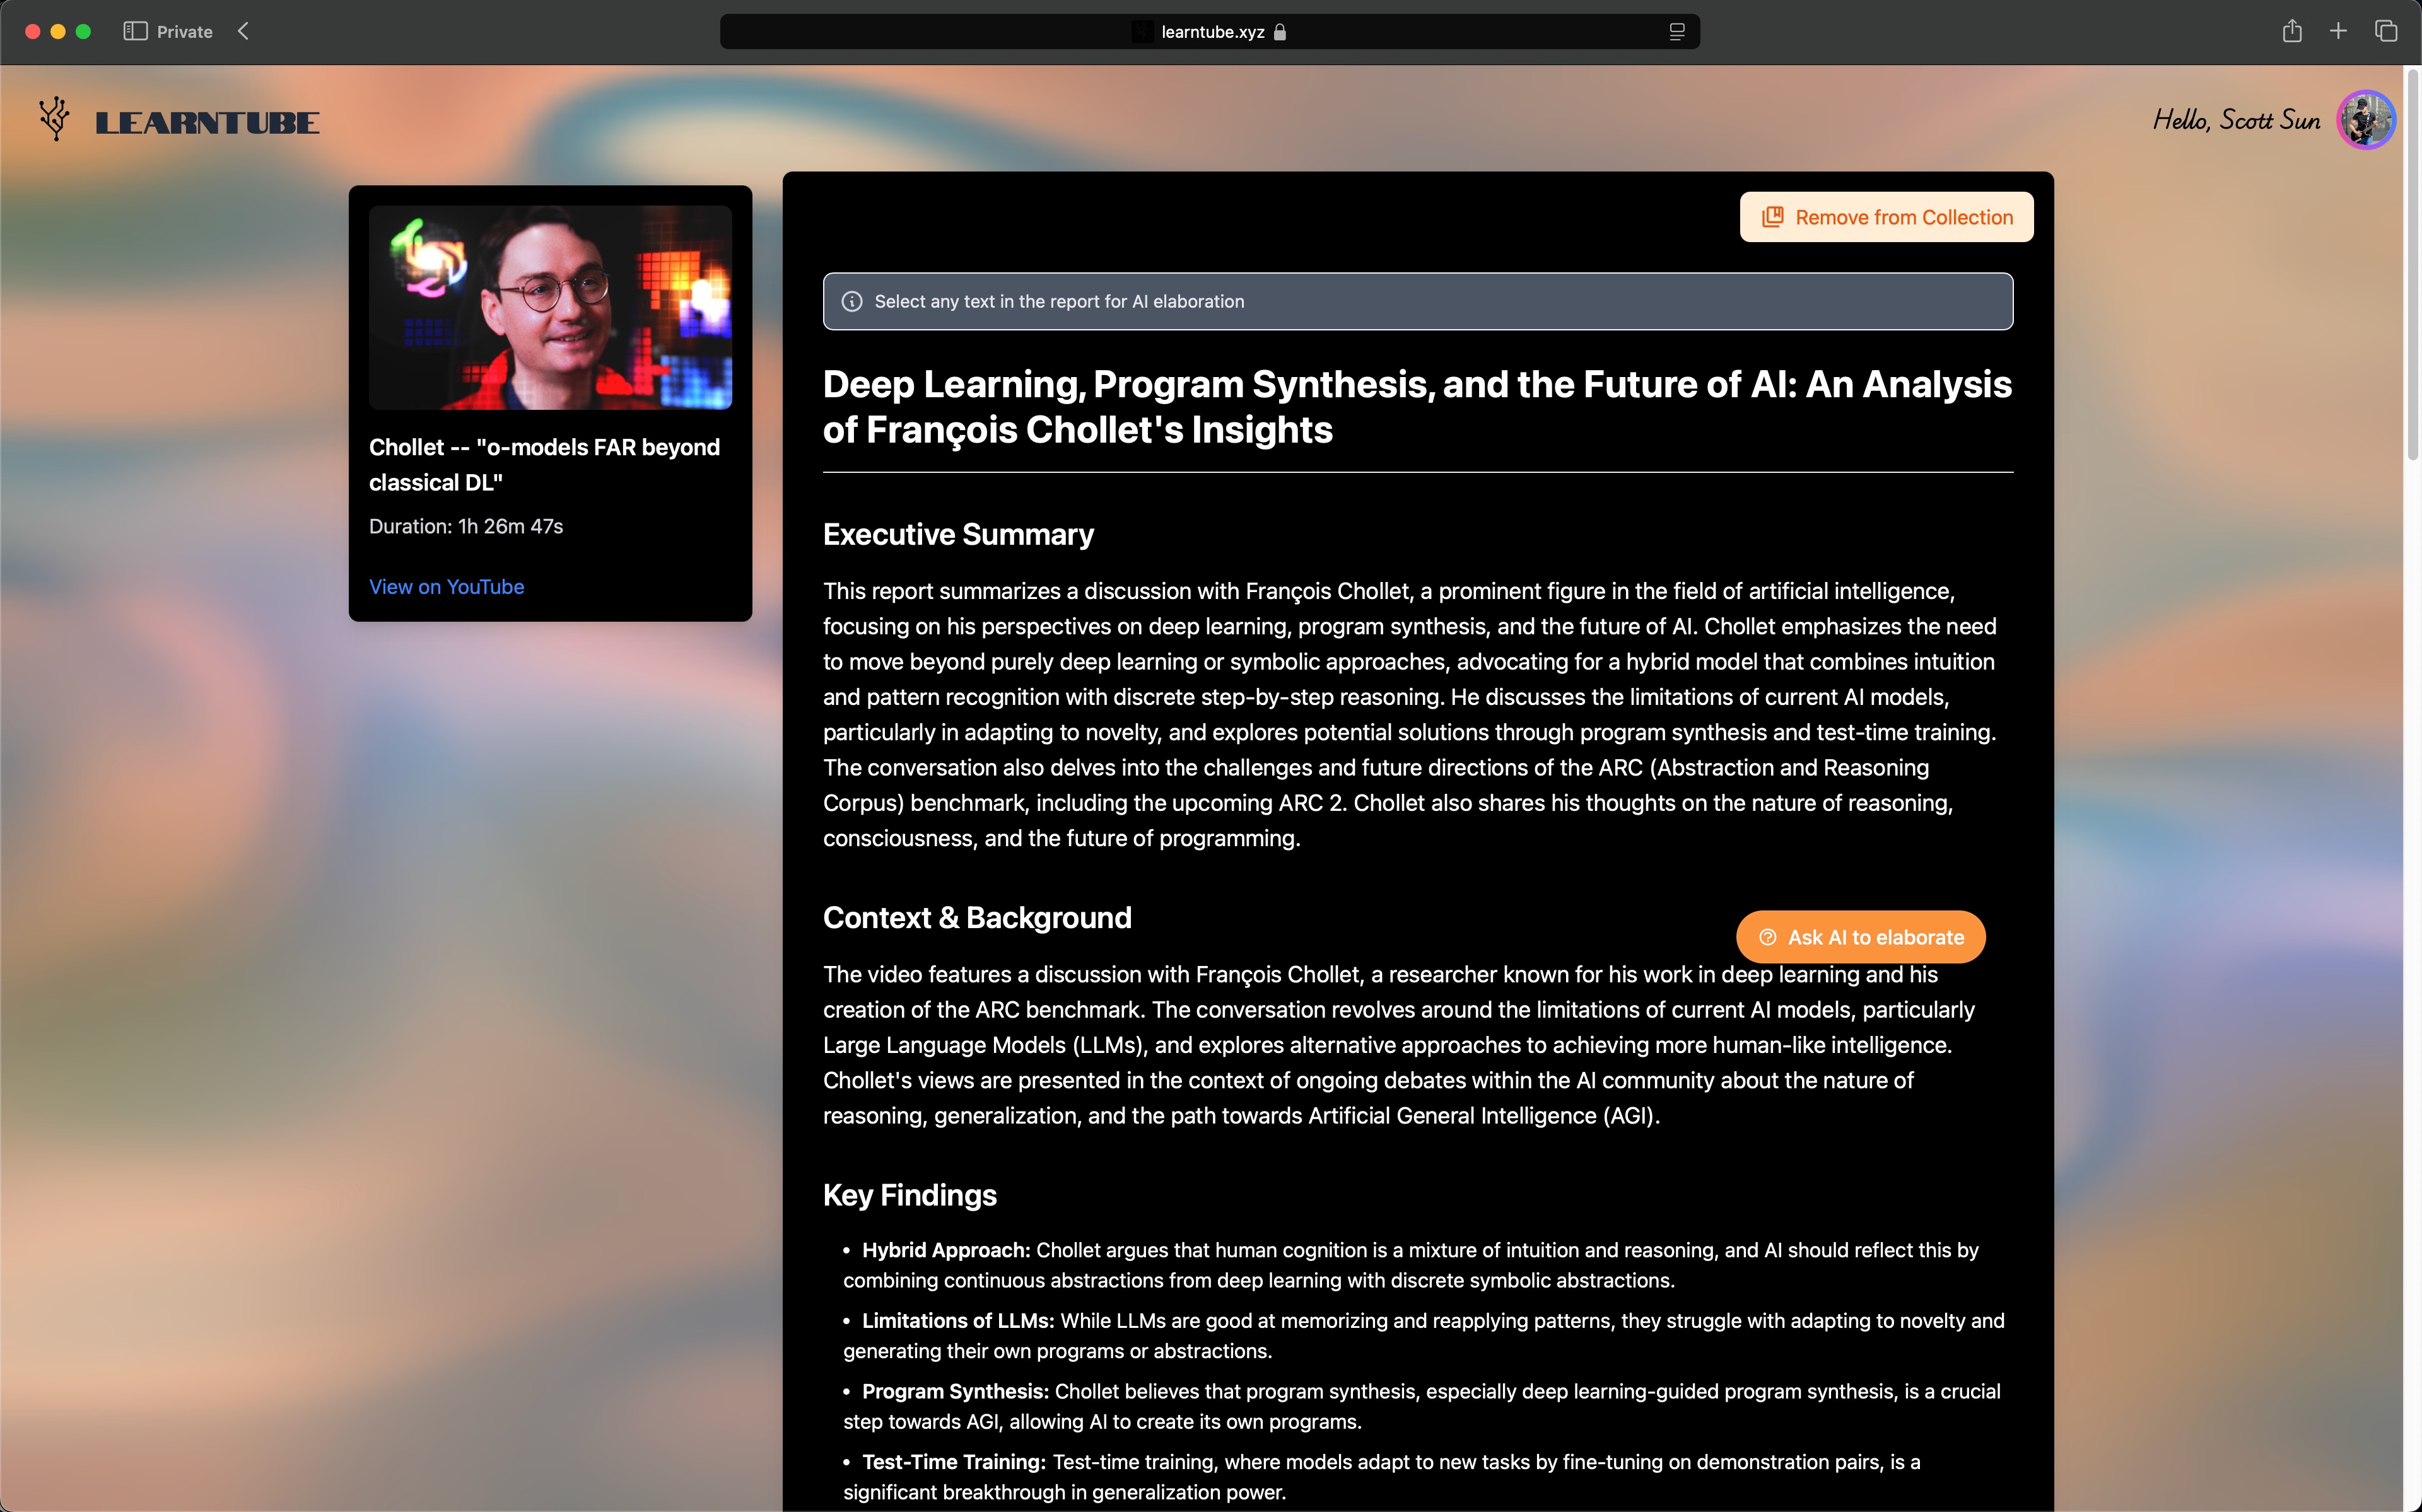 Private
learntube.xyz
LEARNTUBE
Hello, Scott Sun
Chollet -- "o-models FAR beyond
classical DL"
Duration: 1h 26m 47s
View on YouTube
Remove from Collection
Select any text in the report for AI elaboration
Deep Learning, Program Synthesis, and the Future of AI: An Analysis
of François Chollet's Insights
Executive Summary
This report summarizes a discussion with François Chollet, a prominent figure in the field of artificial intelligence,
focusing on his perspectives on deep learning, program synthesis, and the future of AI. Chollet emphasizes the need
to move beyond purely deep learning or symbolic approaches, advocating for a hybrid model that combines intuition
and pattern recognition with discrete step-by-step reasoning. He discusses the limitations of current AI models,
particularly in adapting to novelty, and explores potential solutions through program synthesis and test-time training.
The conversation also delves into the challenges and future directions of the ARC (Abstraction and Reasoning
Corpus) benchmark, including the upcoming ARC 2. Chollet also shares his thoughts on the nature of reasoning,
consciousness, and the future of programming.
Context & Background
Ask AI to elaborate
The video features a discussion with François Chollet, a researcher known for his work in deep learning and his
creation of the ARC benchmark. The conversation revolves around the limitations of current AI models, particularly
Large Language Models (LLMs), and explores alternative approaches to achieving more human-like intelligence.
Chollet's views are presented in the context of ongoing debates within the AI community about the nature of
reasoning, generalization, and the path towards Artificial General Intelligence (AGI).
Key Findings
• Hybrid Approach: Chollet argues that human cognition is a mixture of intuition and reasoning, and AI should reflect this by
combining continuous abstractions from deep learning with discrete symbolic abstractions.
• Limitations of LLMs: While LLMs are good at memorizing and reapplying patterns, they struggle with adapting to novelty and
generating their own programs or abstractions.
• Program Synthesis: Chollet believes that program synthesis, especially deep learning-guided program synthesis, is a crucial
step towards AGI, allowing AI to create its own programs.
• Test-Time Training: Test-time training, where models adapt to new tasks by fine-tuning on demonstration pairs, is a
significant breakthrough in generalization power.